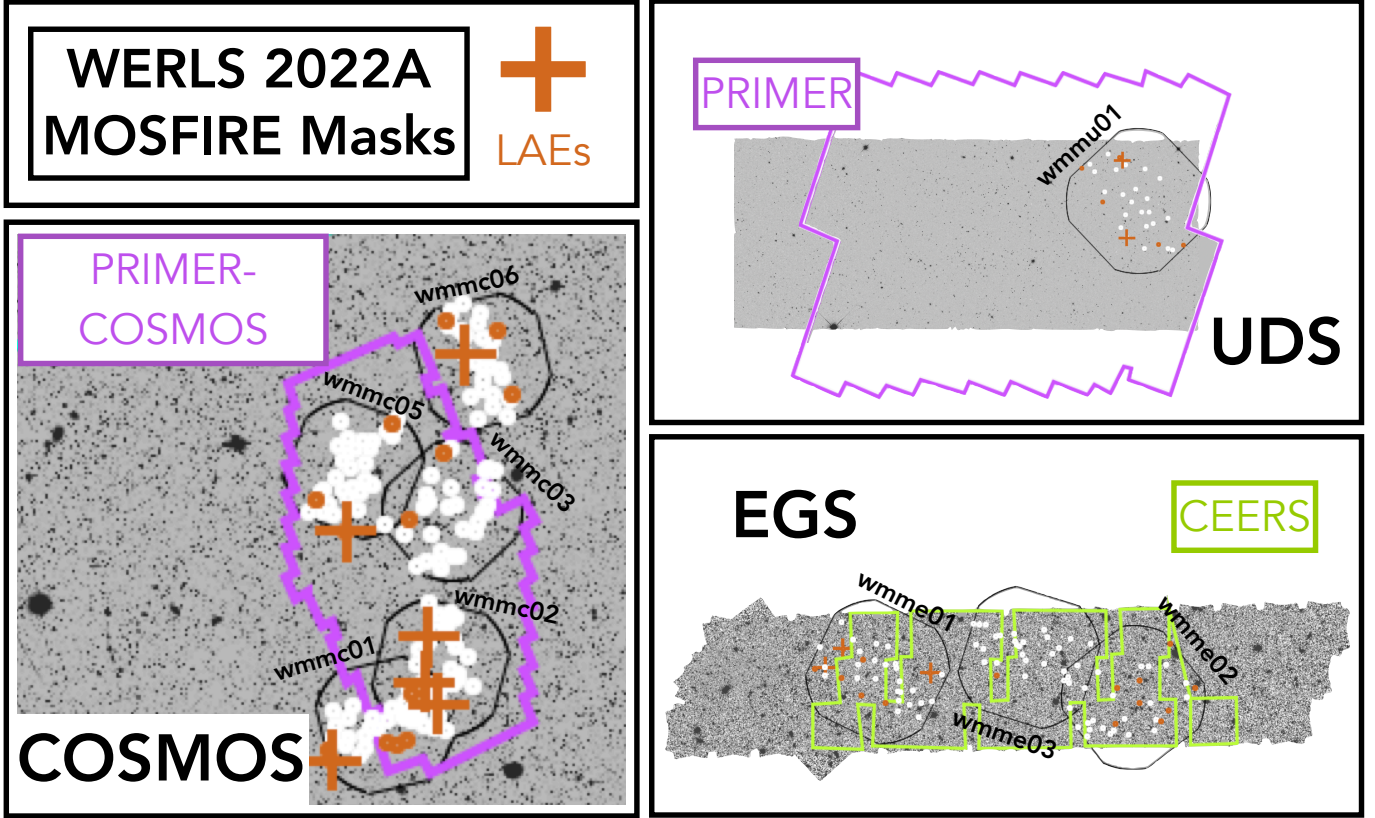 WERLS 2022A
MOSFIRE Masks
LAEs
PRIMER
wmmu01
UDS
PRIMER-
COSMOS
wmmc06
wmmc05
wmmc03
wmmc02
wmmc01
COSMOS
EGS
CEERS
wmme01
wmme02
wmme03